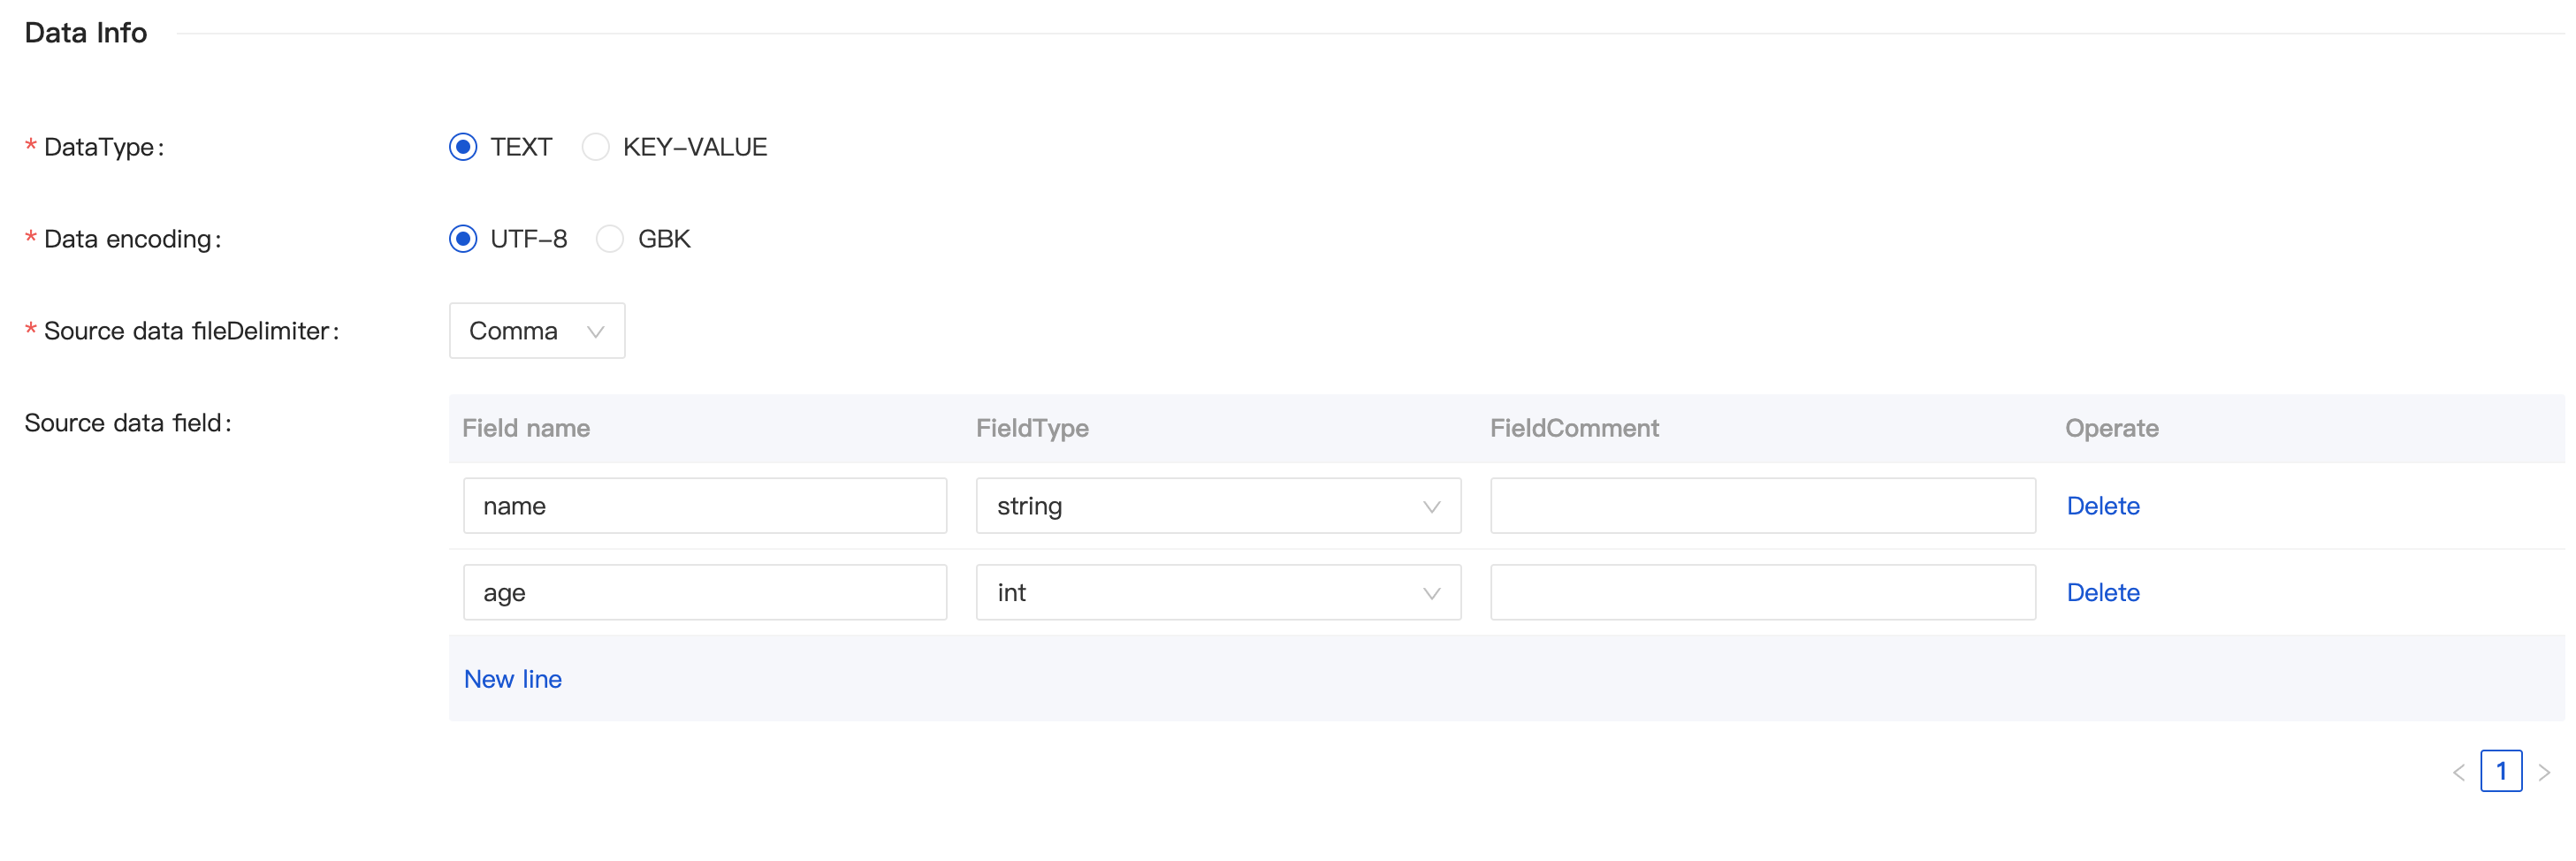 Data Info
* DataType: TEXT KEY-VALUE
* Data encoding: UTF-8 GBK
* Source data fileDelimiter: Comma
Source data field: Field name FieldType FieldComment Operate
name string Delete
age int Delete
New line
< 1 >